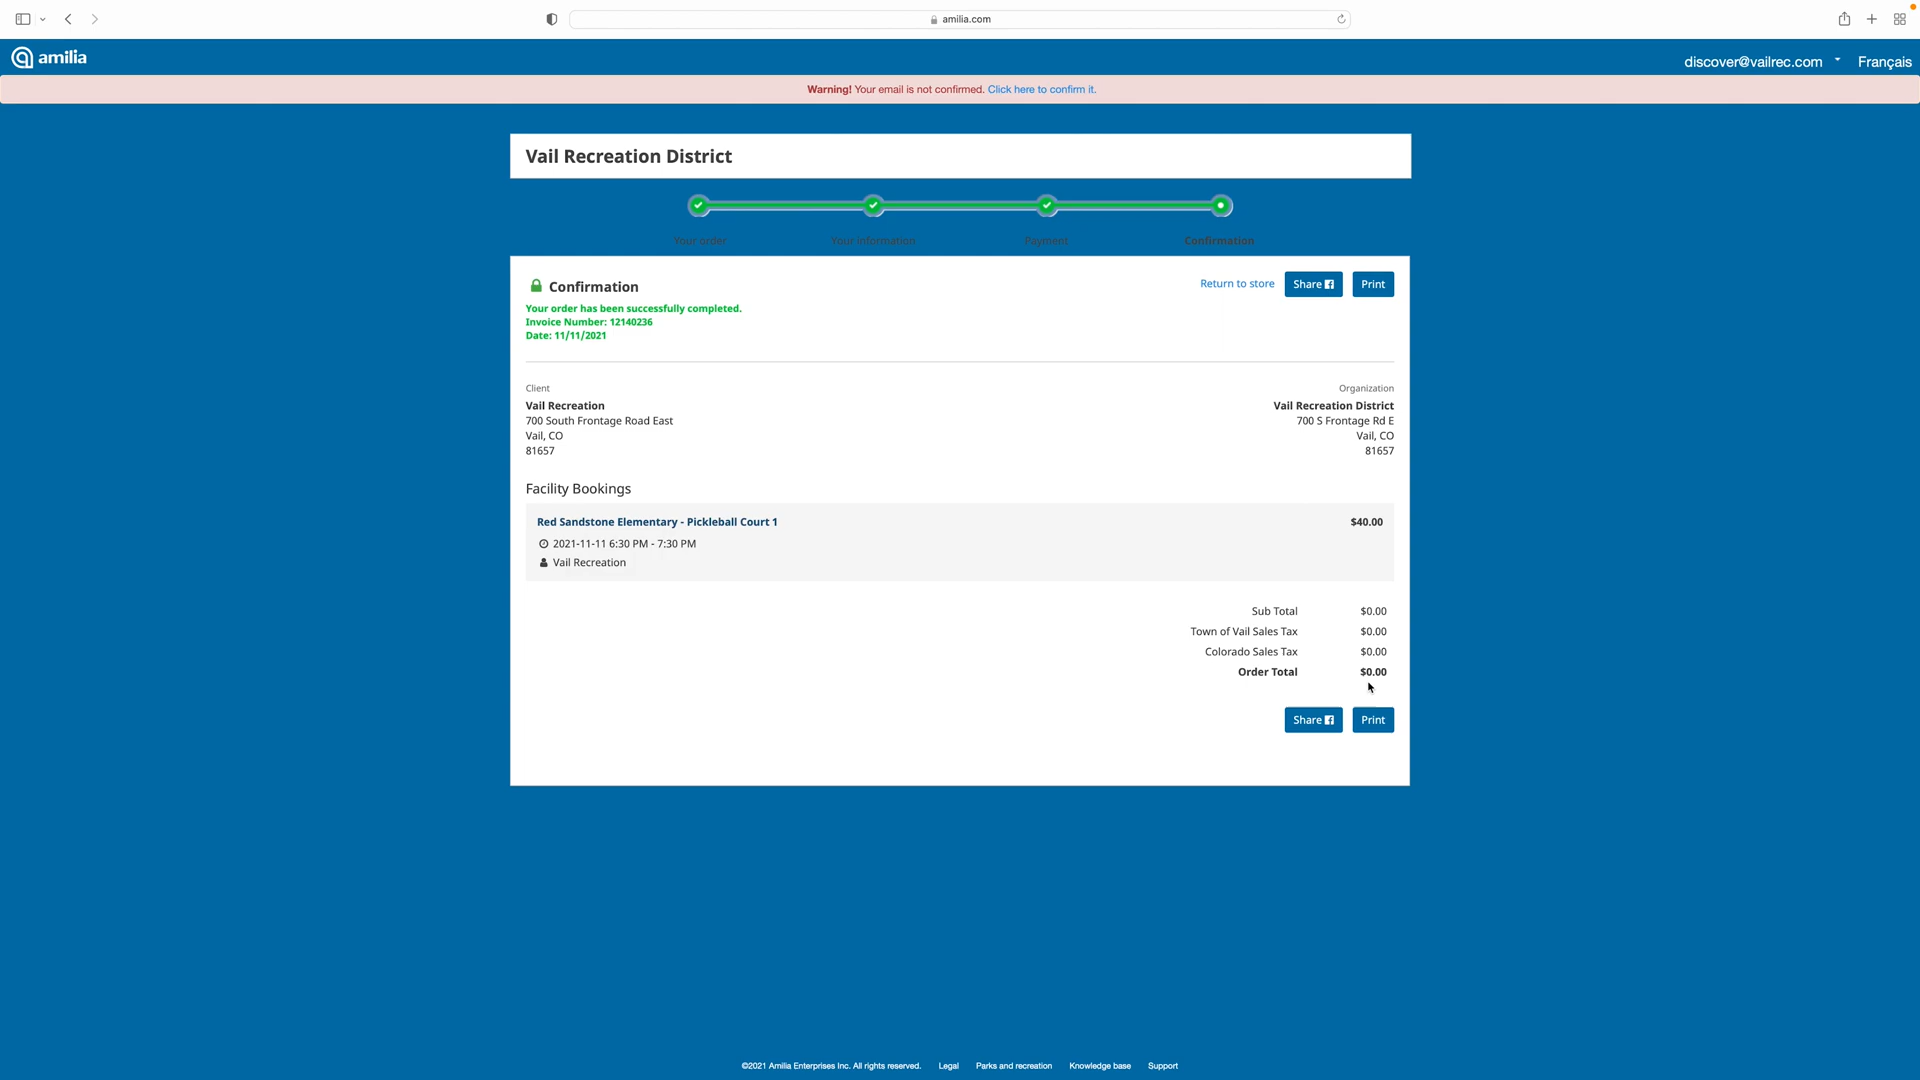 amilia.com
amilia
discover@vailrec.com
Français
Warning! Your email is not confirmed. Click here to confirm it.
Vail Recreation District
Your order
Your information
Payment
Confirmation
Confirmation
Return to store
Share
Print
Your order has been successfully completed.
Invoice Number: 12140236
Date: 11/11/2021
Client
Organization
Vail Recreation
Vail Recreation District
700 South Frontage Road East
700 S Frontage Rd E
Vail, CO
Vail, CO
81657
81657
Facility Bookings
Red Sandstone Elementary - Pickleball Court 1
$40.00
2021-11-11 6:30 PM - 7:30 PM
Vail Recreation
Sub Total $0.00
Town of Vail Sales Tax $0.00
Colorado Sales Tax $0.00
Order Total $0.00
Share
Print
©2021 Amilia Enterprises Inc. All rights reserved. Legal Parks and recreation Knowledge base Support